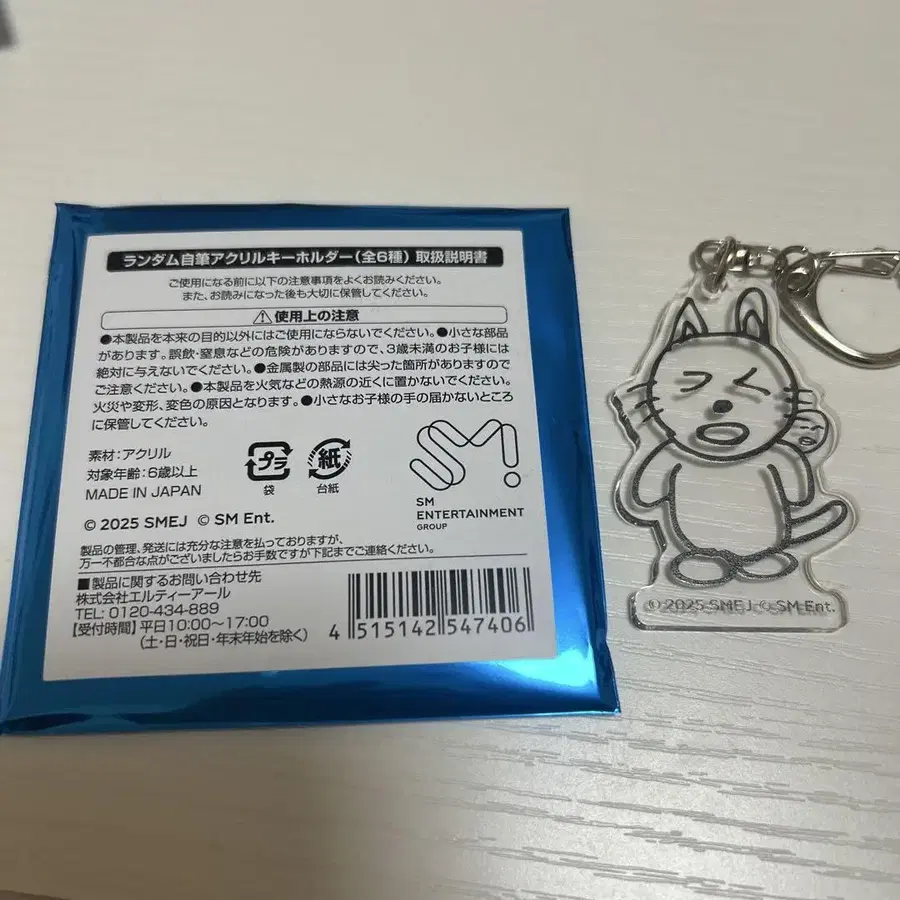 ランダム自筆アクリルキーホルダー(全6種) 取扱説明書
ご使用になる前に以下の注意事項をよくお読みください。
また、お読みになった後も大切に保管してください。
使用上の注意
●本製品を本来の目的以外にはご使用にならないでください。●小さな部品
があります。誤飲・窒息などの危険がありますので、3歳未満のお子様には
絶対に与えないでください。●金属製の部品には尖った箇所がありますので
ご注意ください。●本製品を火気などの熱源の近くに置かないでください。
火災や変形、変色の原因となります。●小さなお子様の手の届かないところ
に保管してください。
素材:アクリル
対象年齢:6歳以上
MADE IN JAPAN
プラ
袋
紙
台紙
SM
ENTERTAINMENT
GROUP
© 2025 SMEJ © SM Ent.
製品の管理、発送には充分な注意を払っておりますが、
万一不都合な点がございましたらお手数ですが下記までご連絡ください。
■製品に関するお問い合わせ先
株式会社エルティーアール
TEL: 0120-434-889
【受付時間】平日10:00〜17:00
(土・日・祝日・年末年始を除く)
4 515142 547406
© 2025 SMEJ © SM Ent.